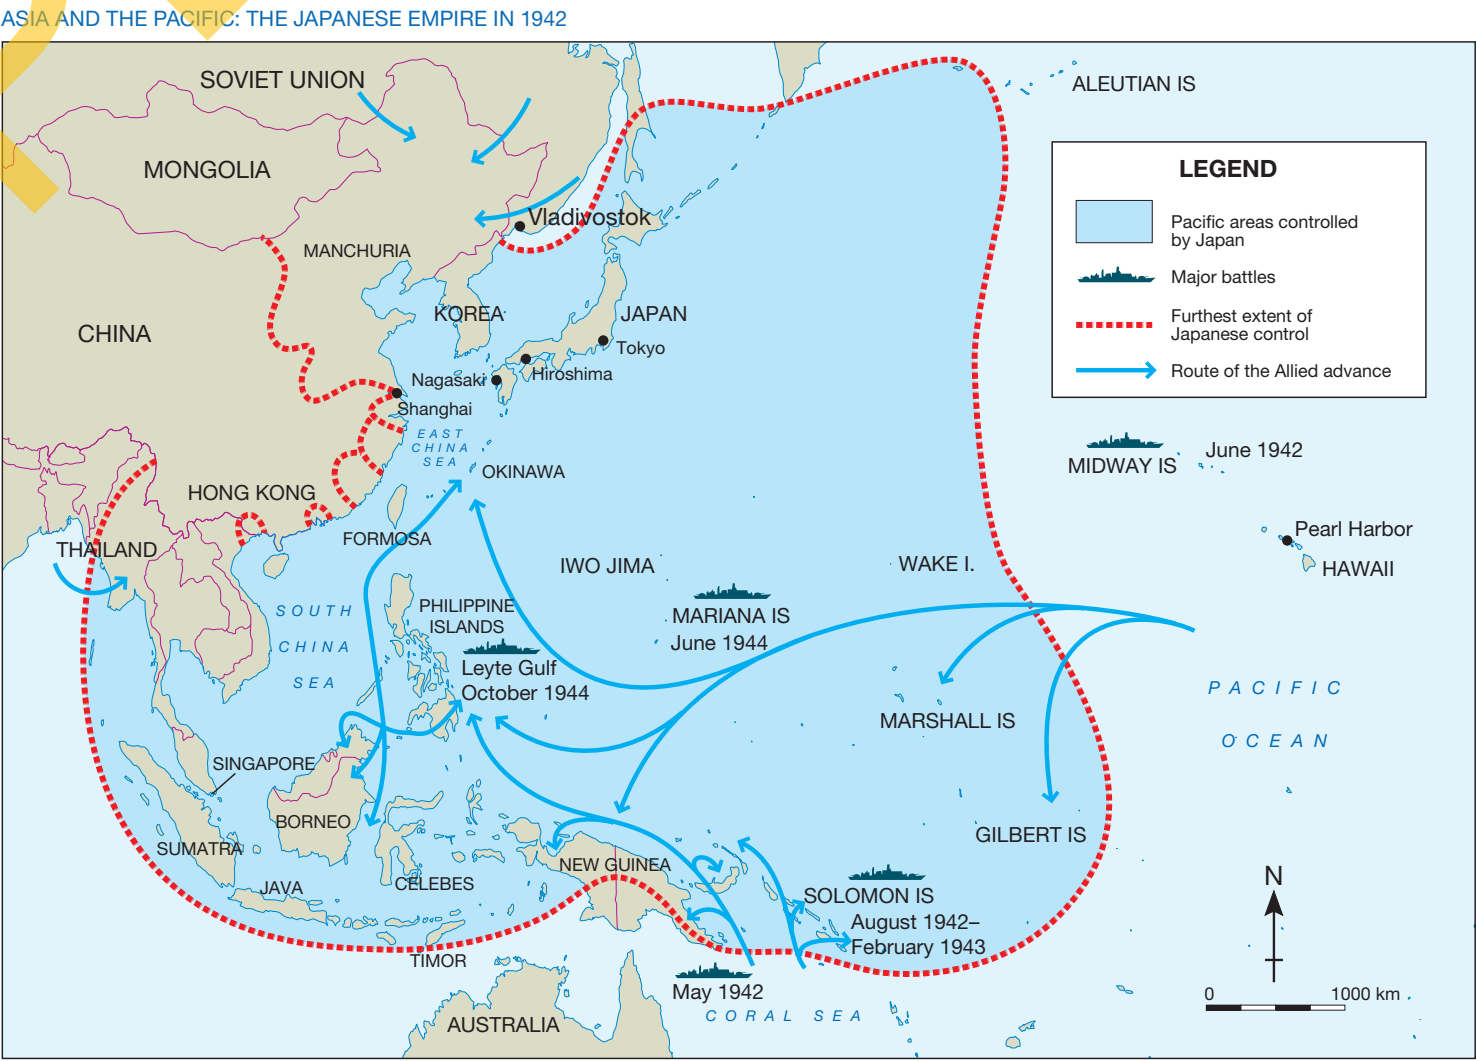 ASIA AND THE PACIFIC: THE JAPANESE EMPIRE IN 1942
SOVIET UNION
ALEUTIAN IS
MONGOLIA
LEGEND
Pacific areas controlled
by Japan
Major battles
Furthest extent of
Japanese control
Route of the Allied advance
Vladivostok
MANCHURIA
KOREA
JAPAN
CHINA
Tokyo
Hiroshima
Nagasaki
Shanghai
EAST
CHINA
SEA
OKINAWA
MIDWAY IS
June 1942
HONG KONG
FORMOSA
THAILAND
IWO JIMA
WAKE I.
Pearl Harbor
HAWAII
SOUTH
CHINA
SEA
PHILIPPINE
ISLANDS
MARIANA IS
June 1944
Leyte Gulf
October 1944
MARSHALL IS
PACIFIC
OCEAN
SINGAPORE
BORNEO
GILBERT IS
SUMATRA
JAVA
CELEBES
NEW GUINEA
SOLOMON IS
August 1942–
February 1943
N
TIMOR
May 1942
CORAL SEA
AUSTRALIA
0
1000 km